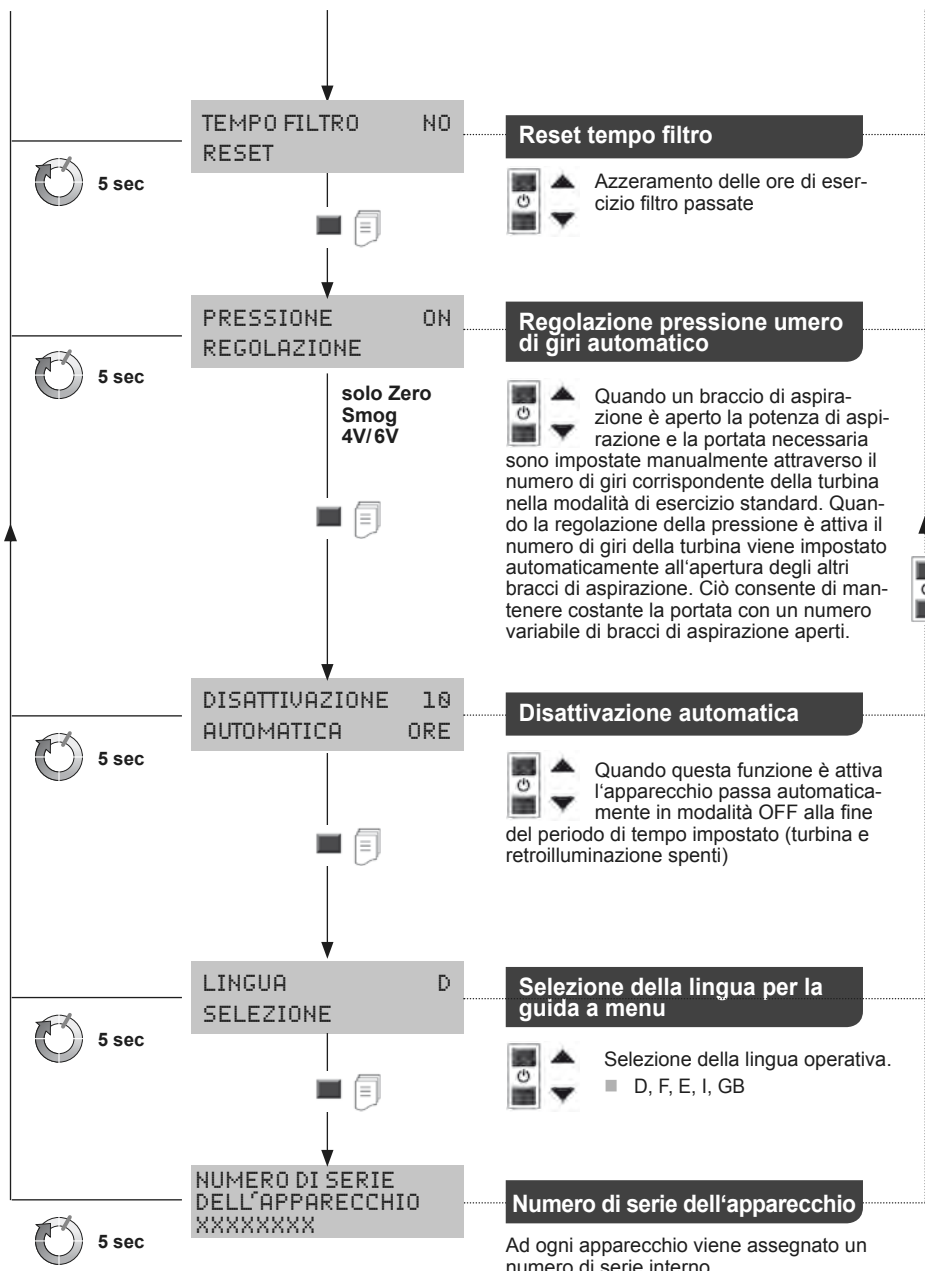 TEMPO FILTRO NO
RESET
Reset tempo filtro
5 sec
Azzeramento delle ore di eser-
cizio filtro passate
PRESSIONE ON
REGOLAZIONE
Regolazione pressione umero
di giri automatico
5 sec
solo Zero
Smog
4V/6V
Quando un braccio di aspira-
zione è aperto la potenza di aspi-
razione e la portata necessaria
sono impostate manualmente attraverso il
numero di giri corrispondente della turbina
nella modalità di esercizio standard. Quan-
do la regolazione della pressione è attiva il
numero di giri della turbina viene impostato
automaticamente all‘apertura degli altri
bracci di aspirazione. Ciò consente di man-
tenere costante la portata con un numero
variabile di bracci di aspirazione aperti.
DISATTIVAZIONE 10
AUTOMATICA ORE
Disattivazione automatica
5 sec
Quando questa funzione è attiva
l‘apparecchio passa automatica-
mente in modalità OFF alla fine
del periodo di tempo impostato (turbina e
retroilluminazione spenti)
LINGUA D
SELEZIONE
Selezione della lingua per la
guida a menu
5 sec
Selezione della lingua operativa.
D, F, E, I, GB
NUMERO DI SERIE
DELL'APPARECCHIO
XXXXXXXX
Numero di serie dell‘apparecchio
5 sec
Ad ogni apparecchio viene assegnato un
numero di serie interno